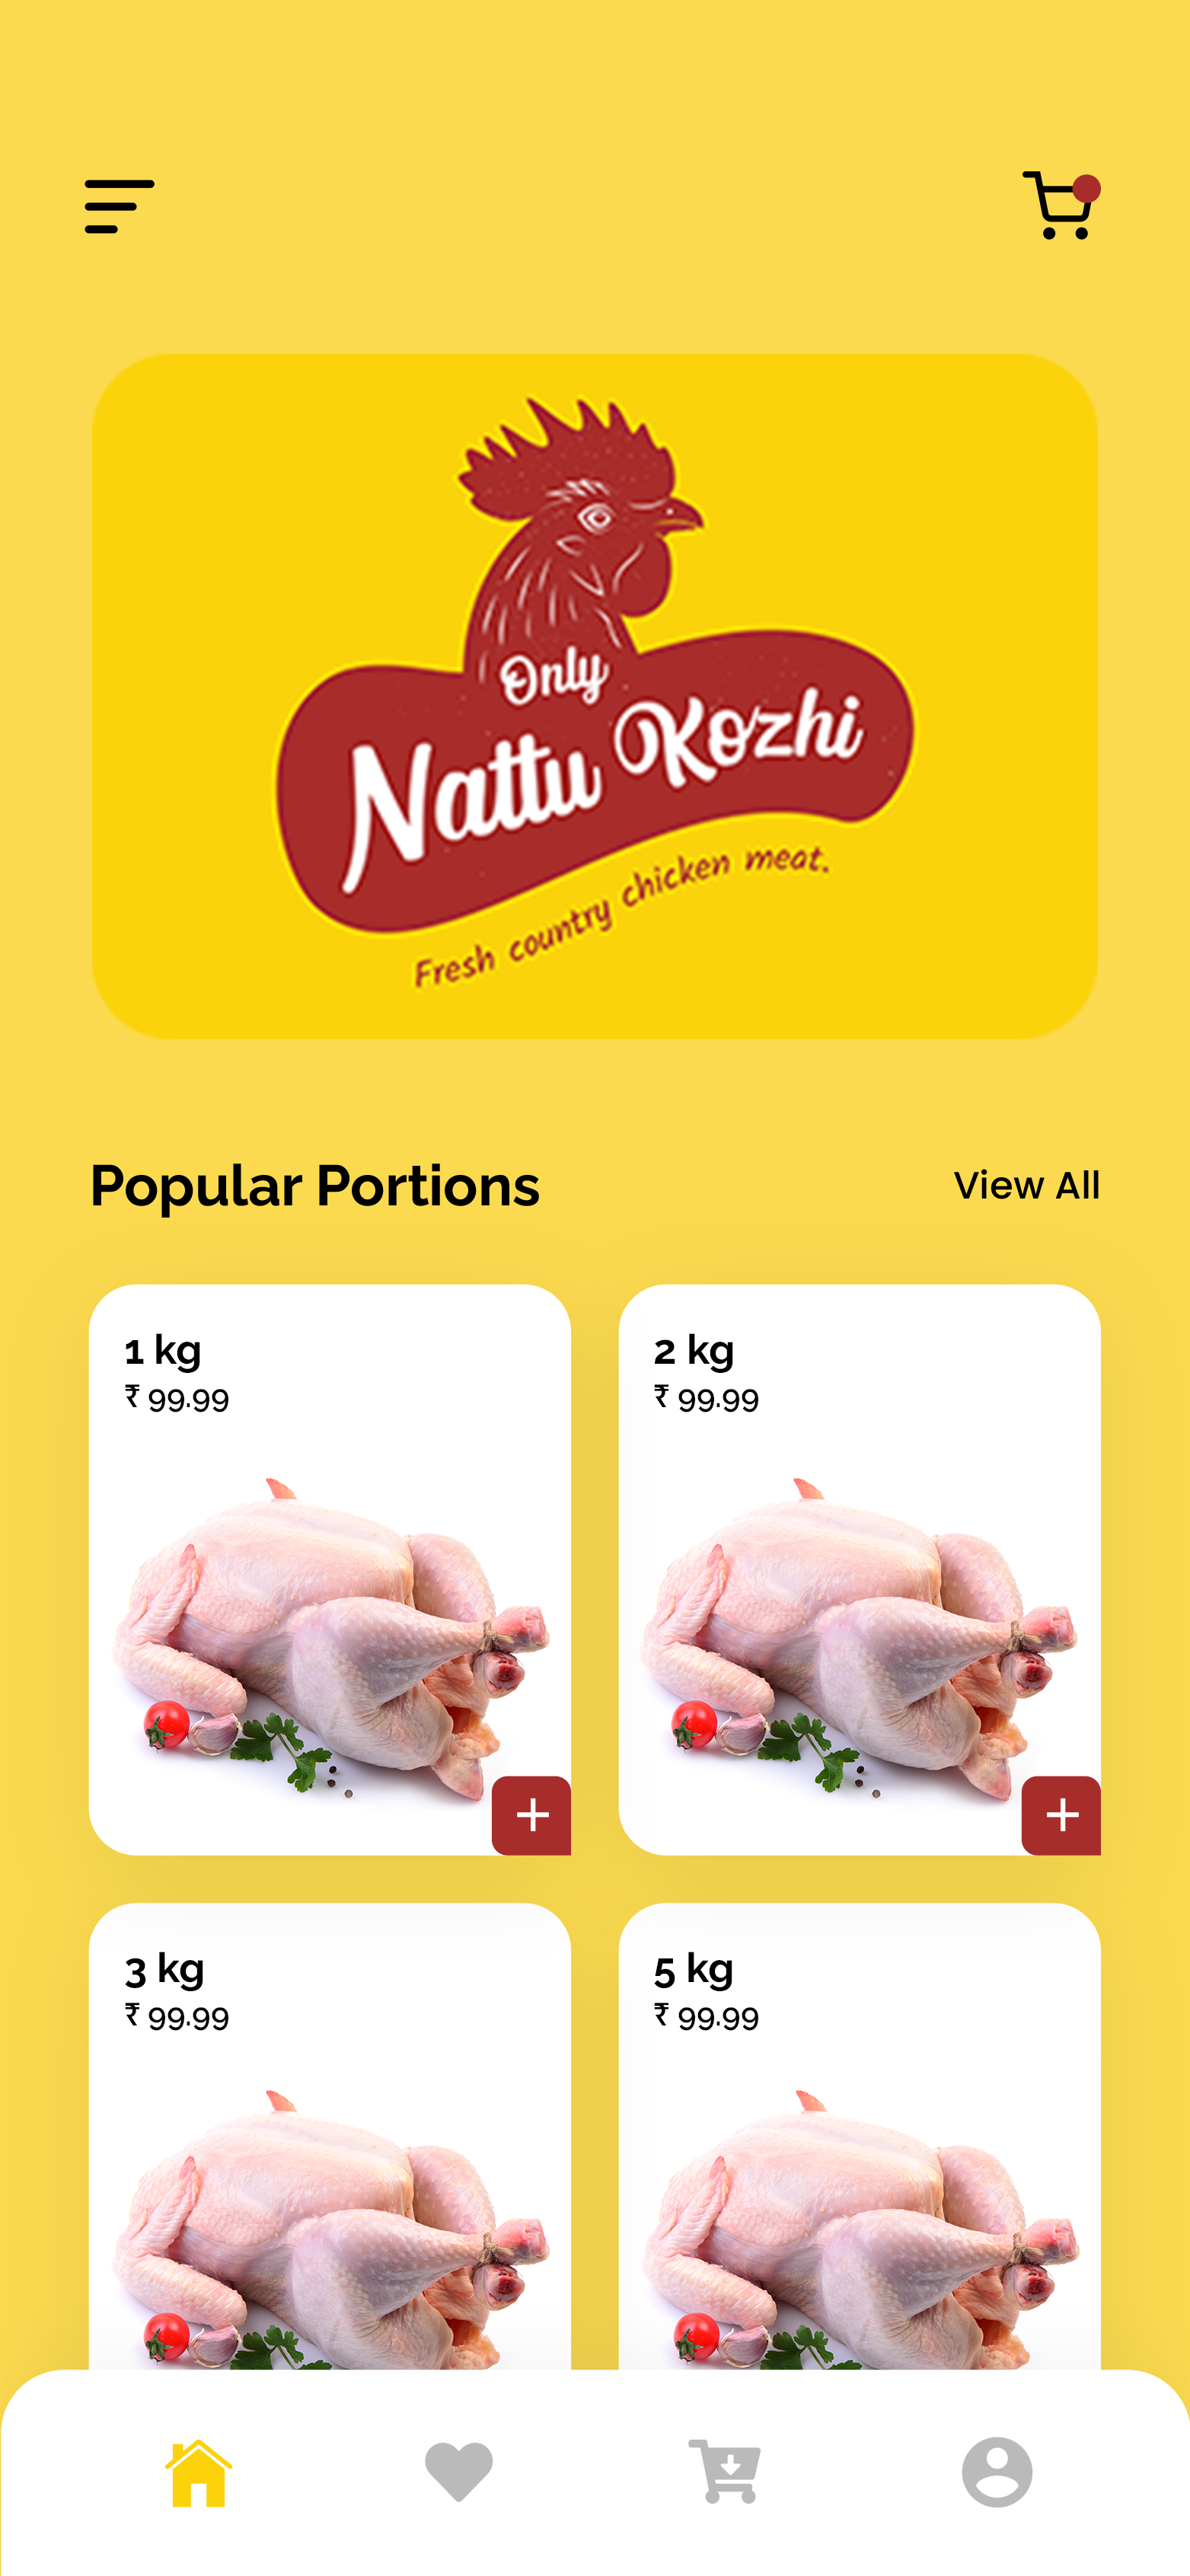 Only
Nattu Kozhi
Fresh country chicken meat.
Popular Portions
View All
1 kg
₹ 99.99
2 kg
₹ 99.99
3 kg
₹ 99.99
5 kg
₹ 99.99